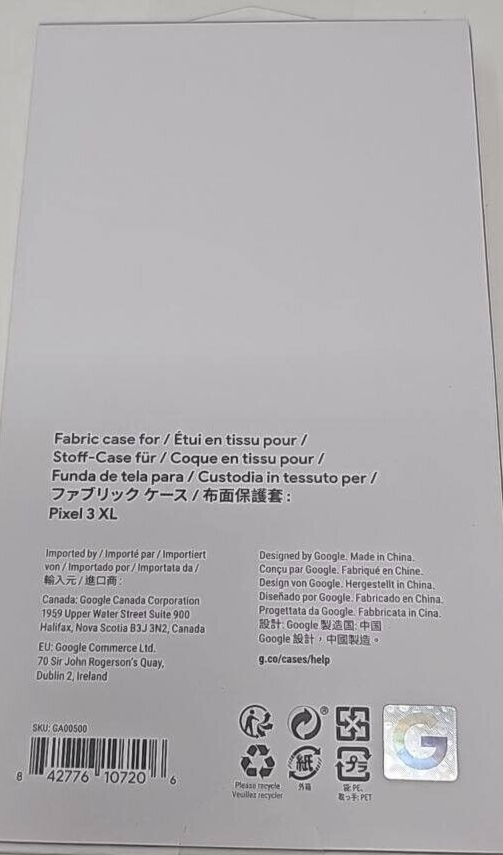 Fabric case for / Étui en tissu pour /
Stoff-Case für / Coque en tissu pour /
Funda de tela para / Custodia in tessuto per /
ファブリック ケース / 布面保護套 :
Pixel 3 XL
Imported by / Importé par / Importiert
von / Importado por / Importata da /
輸入元 / 進口商 :
Canada: Google Canada Corporation
1959 Upper Water Street Suite 900
Halifax, Nova Scotia B3J 3N2, Canada
EU: Google Commerce Ltd.
70 Sir John Rogerson's Quay,
Dublin 2, Ireland
Designed by Google. Made in China.
Conçu par Google. Fabriqué en Chine.
Design von Google. Hergestellt in China.
Diseñado por Google. Fabricado en China.
Progettata da Google. Fabbricata in Cina.
設計: Google 製造国: 中国
Google 設計，中國製造。
g.co/cases/help
SKU: GA00500
8 42776 10720 6
®
紙
プラ
Please recycle
Veuillez recycler
外箱
袋: PE,
取っ手: PET
G